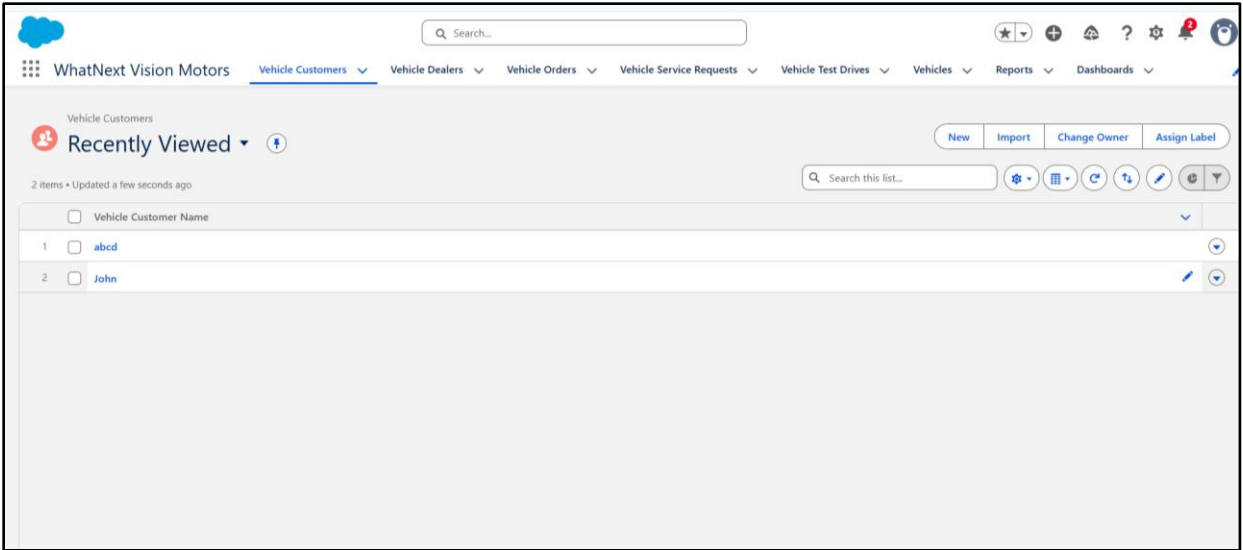 Search...
2
WhatNext Vision Motors Vehicle Customers Vehicle Dealers Vehicle Orders Vehicle Service Requests Vehicle Test Drives Vehicles Reports Dashboards
Vehicle Customers
Recently Viewed
New Import Change Owner Assign Label
2 items • Updated a few seconds ago
Search this list...
Vehicle Customer Name
1 abcd
2 John